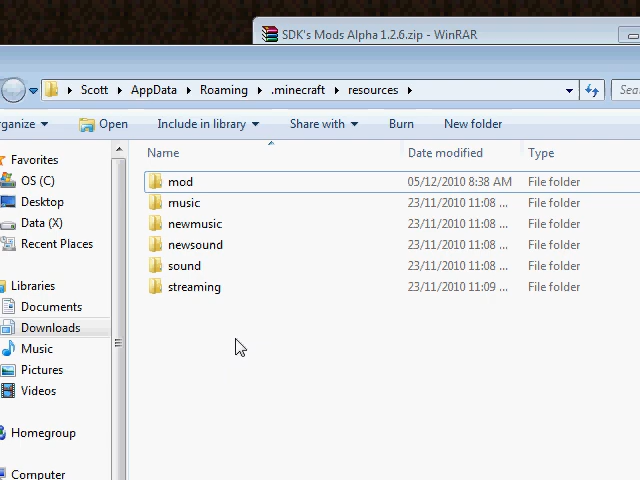 SDK's Mods Alpha 1.2.6.zip - WinRAR
Scott AppData Roaming .minecraft resources Sea
rganize Open Include in library Share with Burn New folder
Name Date modified Type
Favorites
OS (C)
Desktop
Data (X)
Recent Places
Libraries
Documents
Downloads
Music
Pictures
Videos
Homegroup
Computer
mod 05/12/2010 8:38 AM File folder
music 23/11/2010 11:08 ... File folder
newmusic 23/11/2010 11:08 ... File folder
newsound 23/11/2010 11:08 ... File folder
sound 23/11/2010 11:08 ... File folder
streaming 23/11/2010 11:09 ... File folder